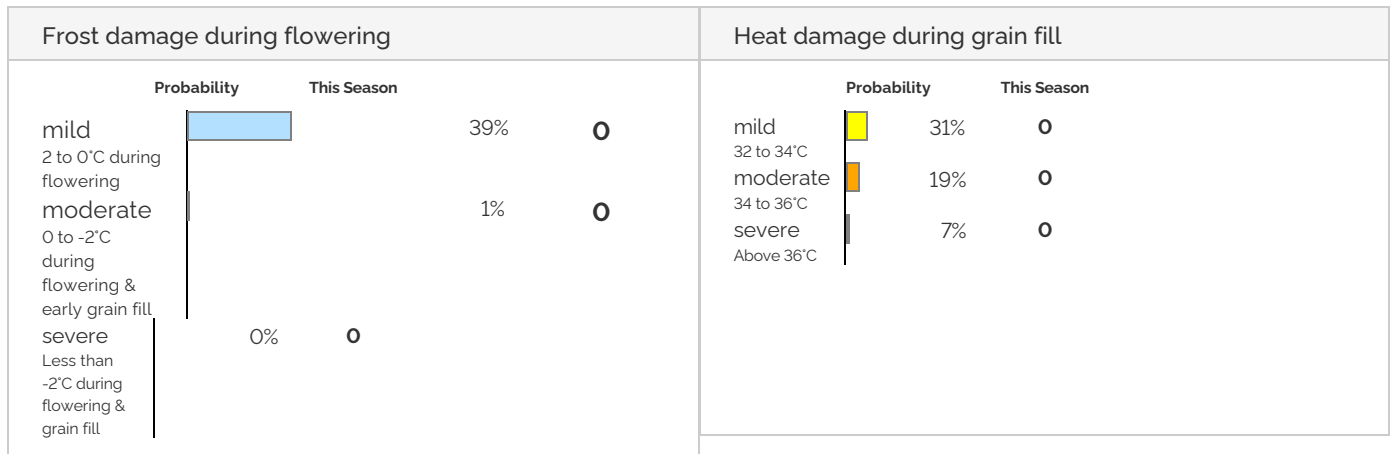 Frost damage during flowering
Probability This Season
mild 39% 0
2 to 0°C during
flowering
moderate 1% 0
0 to -2°C
during
flowering &
early grain fill
severe 0% 0
Less than
-2°C during
flowering &
grain fill
Heat damage during grain fill
Probability This Season
mild 31% 0
32 to 34°C
moderate 19% 0
34 to 36°C
severe 7% 0
Above 36°C